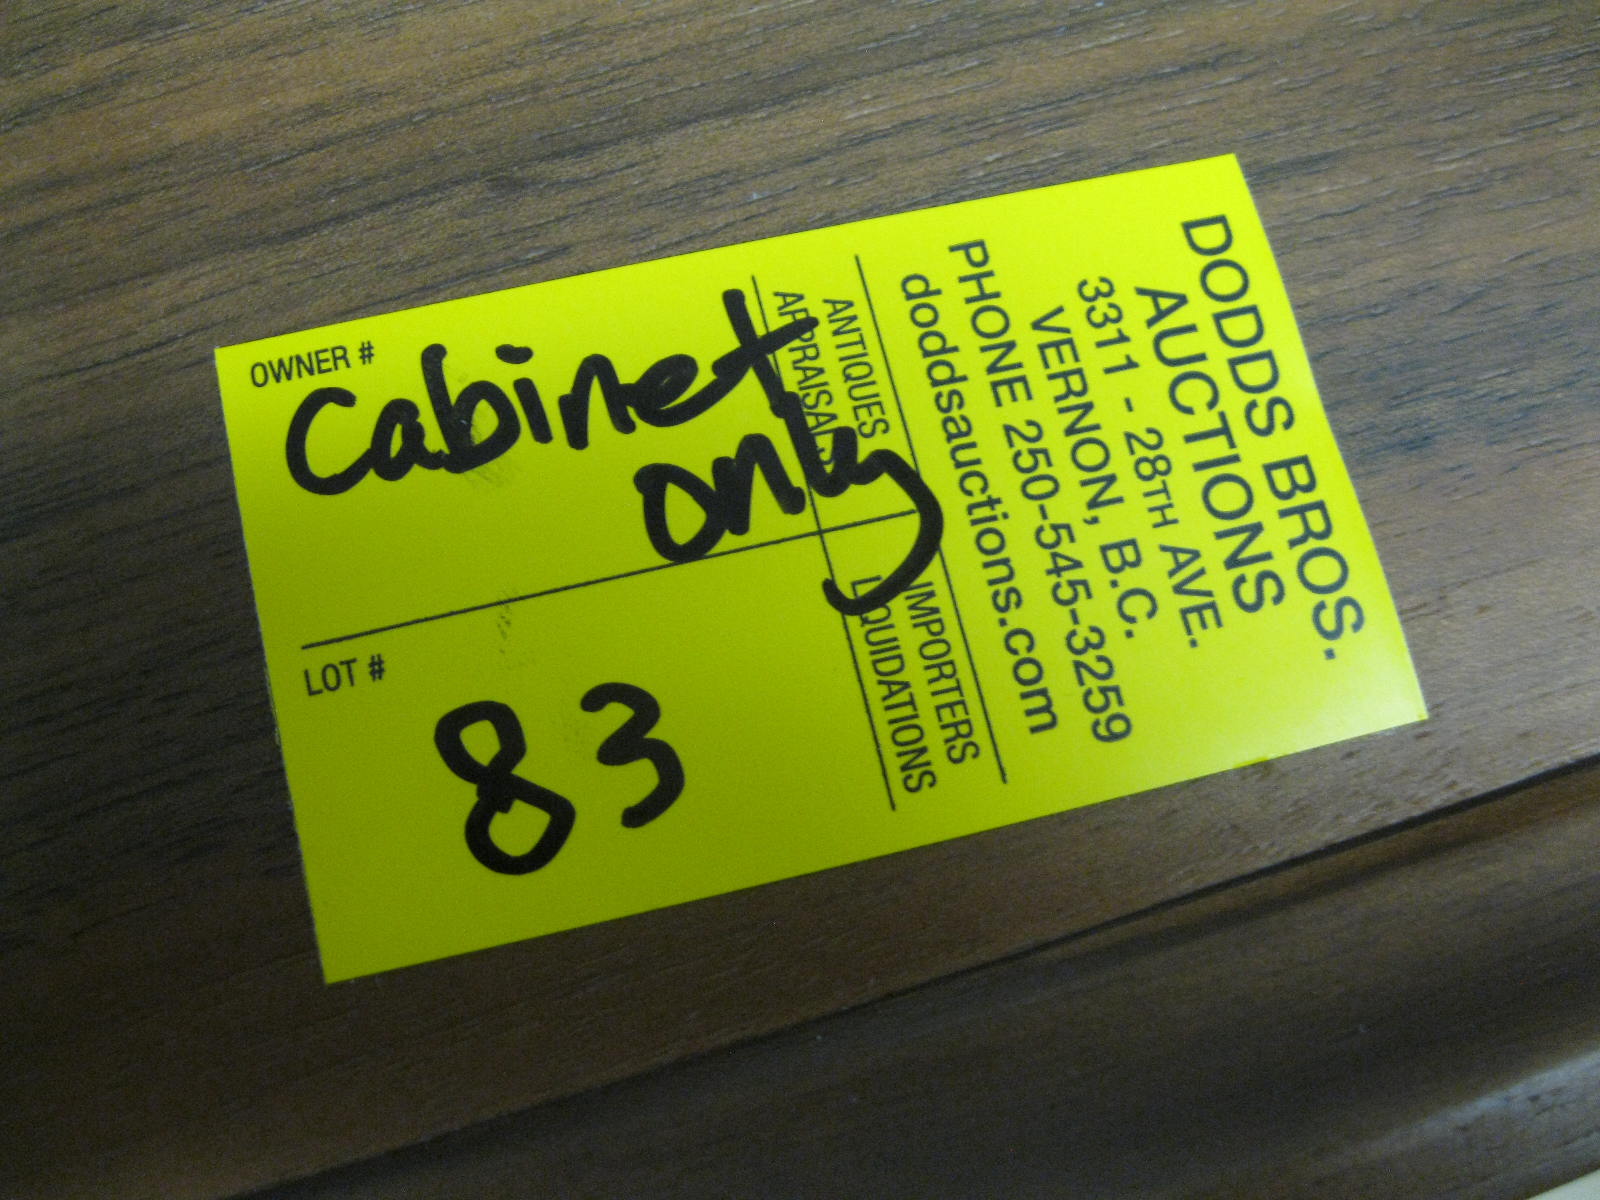 DODDS BROS.
AUCTIONS
3311 - 28TH AVE.
VERNON, B.C.
PHONE 250-545-3259
doddsauctions.com
ANTIQUES IMPORTERS
APPRAISALS LIQUIDATIONS
OWNER #
Cabinet
only
LOT #
83